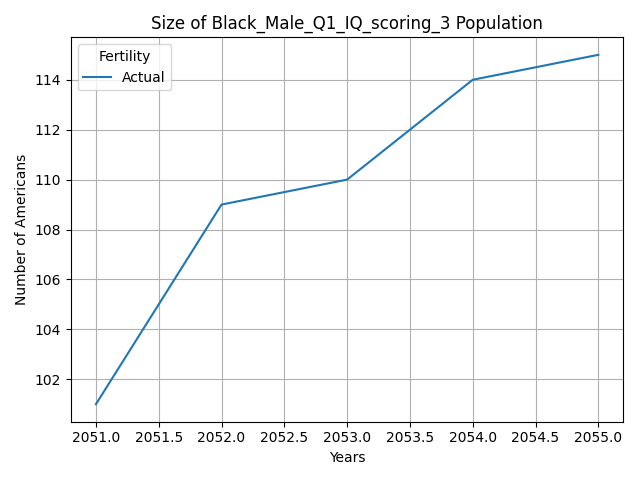 Size of Black_Male_Q1_IQ_scoring_3 Population
Fertility
Actual
Number of Americans
114
112
110
108
106
104
102
2051.0 2051.5 2052.0 2052.5 2053.0 2053.5 2054.0 2054.5 2055.0
Years